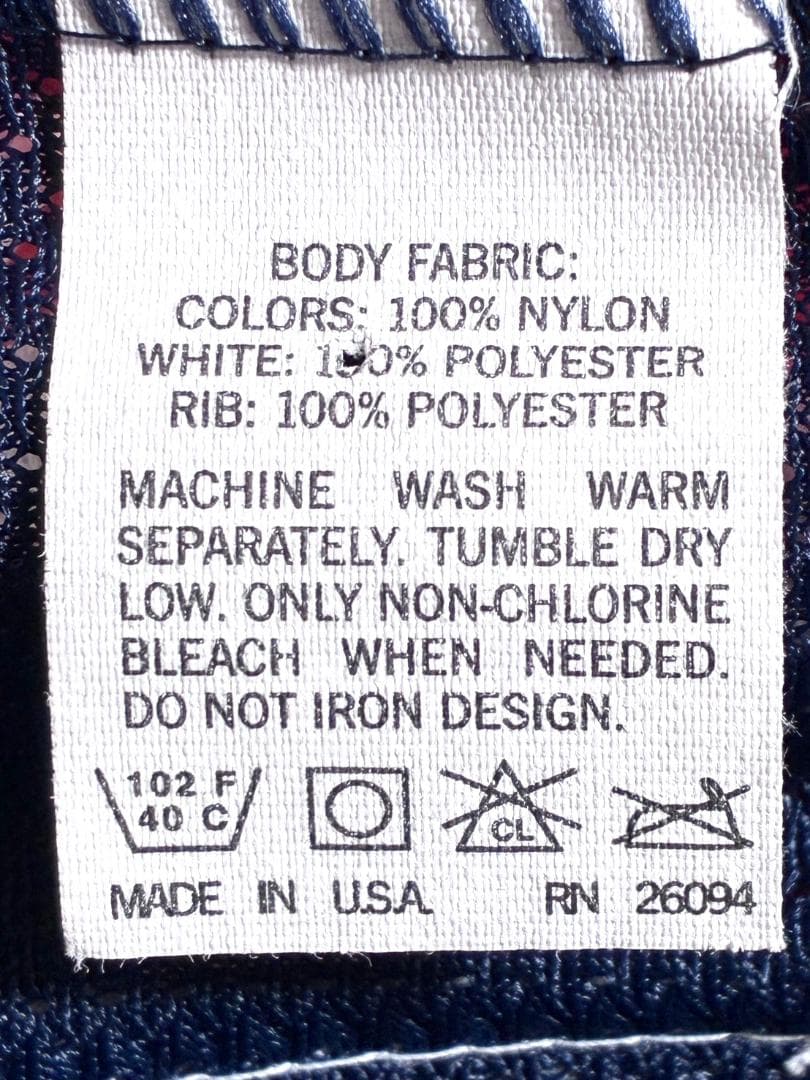 BODY FABRIC:
COLORS: 100% NYLON
WHITE: 100% POLYESTER
RIB: 100% POLYESTER
MACHINE WASH WARM
SEPARATELY. TUMBLE DRY
LOW. ONLY NON-CHLORINE
BLEACH WHEN NEEDED.
DO NOT IRON DESIGN.
102 F
40 C
CL
MADE IN U.S.A.
RN 26094